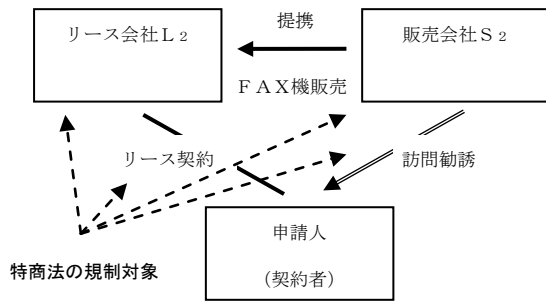 リース会社Ｌ２
提携
販売会社Ｓ２
ＦＡＸ機販売
リース契約
訪問勧誘
申請人
（契約者）
特商法の規制対象